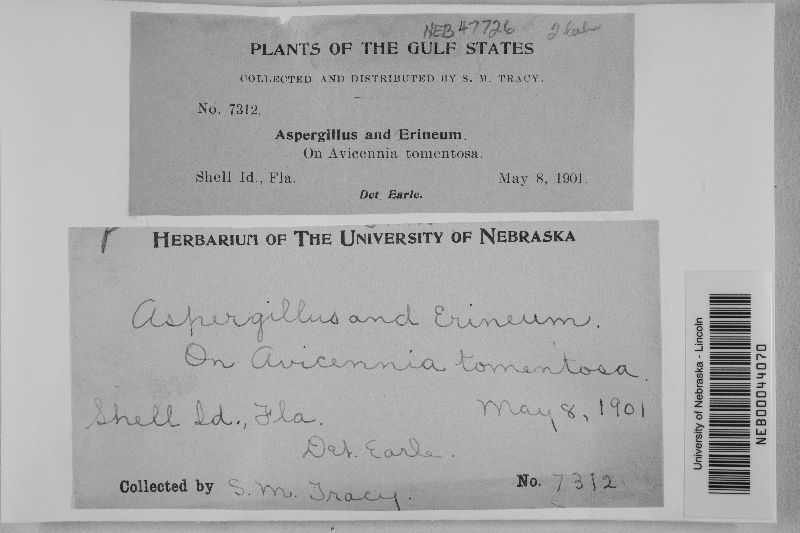 NEB 47726
PLANTS OF THE GULF STATES
COLLECTED AND DISTRIBUTED BY S. M. TRACY.
No. 7312.
Aspergillus and Erineum.
On Avicennia tomentosa.
Shell Id., Fla. May 8, 1901.
Det Earle.
HERBARIUM OF THE UNIVERSITY OF NEBRASKA
Aspergillus and Erineum.
On Avicennia tomentosa.
Shell Id., Fla. May 8, 1901
Det. Earle.
Collected by S. M. Tracy. No. 7312
University of Nebraska - Lincoln
NEB00044070